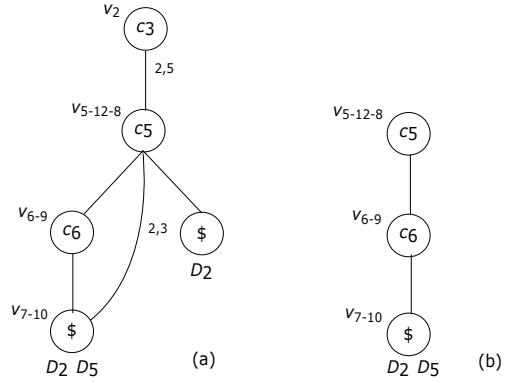 v2
c3
2,5
v5-12-8
c5
v5-12-8
c5
v6-9
c6
2,3
$
D2
v6-9
c6
v7-10
$
D2 D5
(a)
v7-10
$
D2 D5
(b)